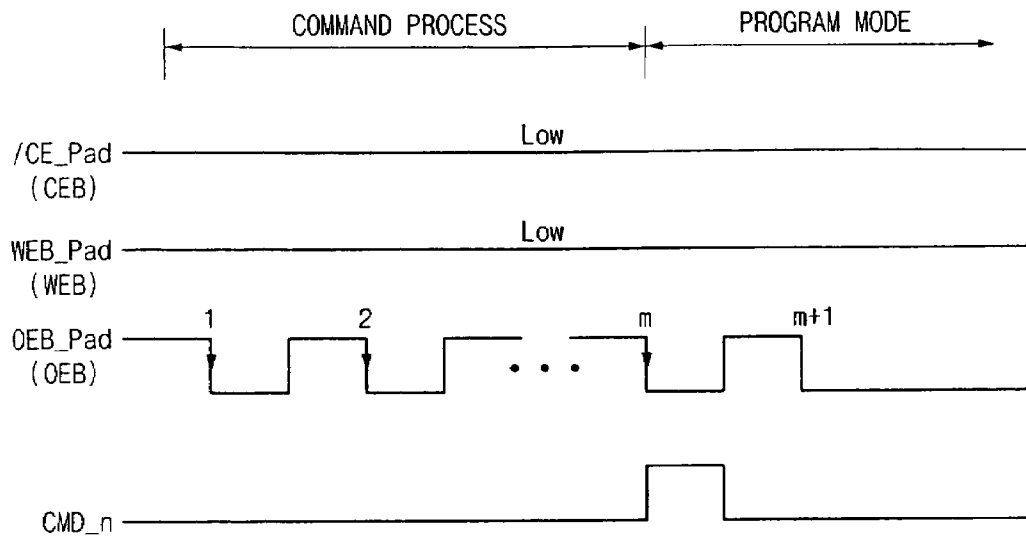 COMMAND PROCESS
PROGRAM MODE
Low
/CE_Pad
(CEB)
Low
WEB_Pad
(WEB)
1
2
m
m+1
OEB_Pad
(OEB)
• • •
CMD_n